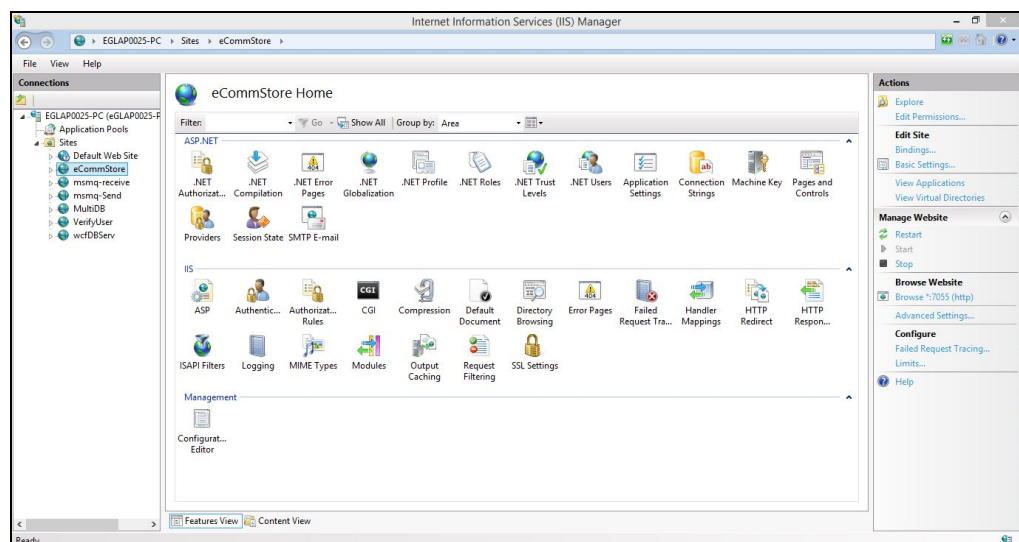 Internet Information Services (IIS) Manager
EGLAP0025-PC Sites eCommStore
File View Help
Connections
EGLAP0025-PC (eGLAP0025-P
Application Pools
Sites
Default Web Site
eCommStore
msmq-receive
msmq-Send
MultiDB
VerifyUser
wcfDBServ
eCommStore Home
Filter: Go Show All Group by: Area
ASP.NET
.NET Authorizat...
.NET Compilation
.NET Error Pages
.NET Globalization
.NET Profile
.NET Roles
.NET Trust Levels
.NET Users
Application Settings
Connection Strings
Machine Key
Pages and Controls
Providers
Session State
SMTP E-mail
IIS
ASP
Authentic...
Authorizat... Rules
CGI
Compression
Default Document
Directory Browsing
Error Pages
Failed Request Tra...
Handler Mappings
HTTP Redirect
HTTP Respon...
ISAPI Filters
Logging
MIME Types
Modules
Output Caching
Request Filtering
SSL Settings
Management
Configurat... Editor
Features View Content View
Actions
Explore
Edit Permissions...
Edit Site
Bindings...
Basic Settings...
View Applications
View Virtual Directories
Manage Website
Restart
Start
Stop
Browse Website
Browse *:7055 (http)
Advanced Settings...
Configure
Failed Request Tracing...
Limits...
Help
Ready